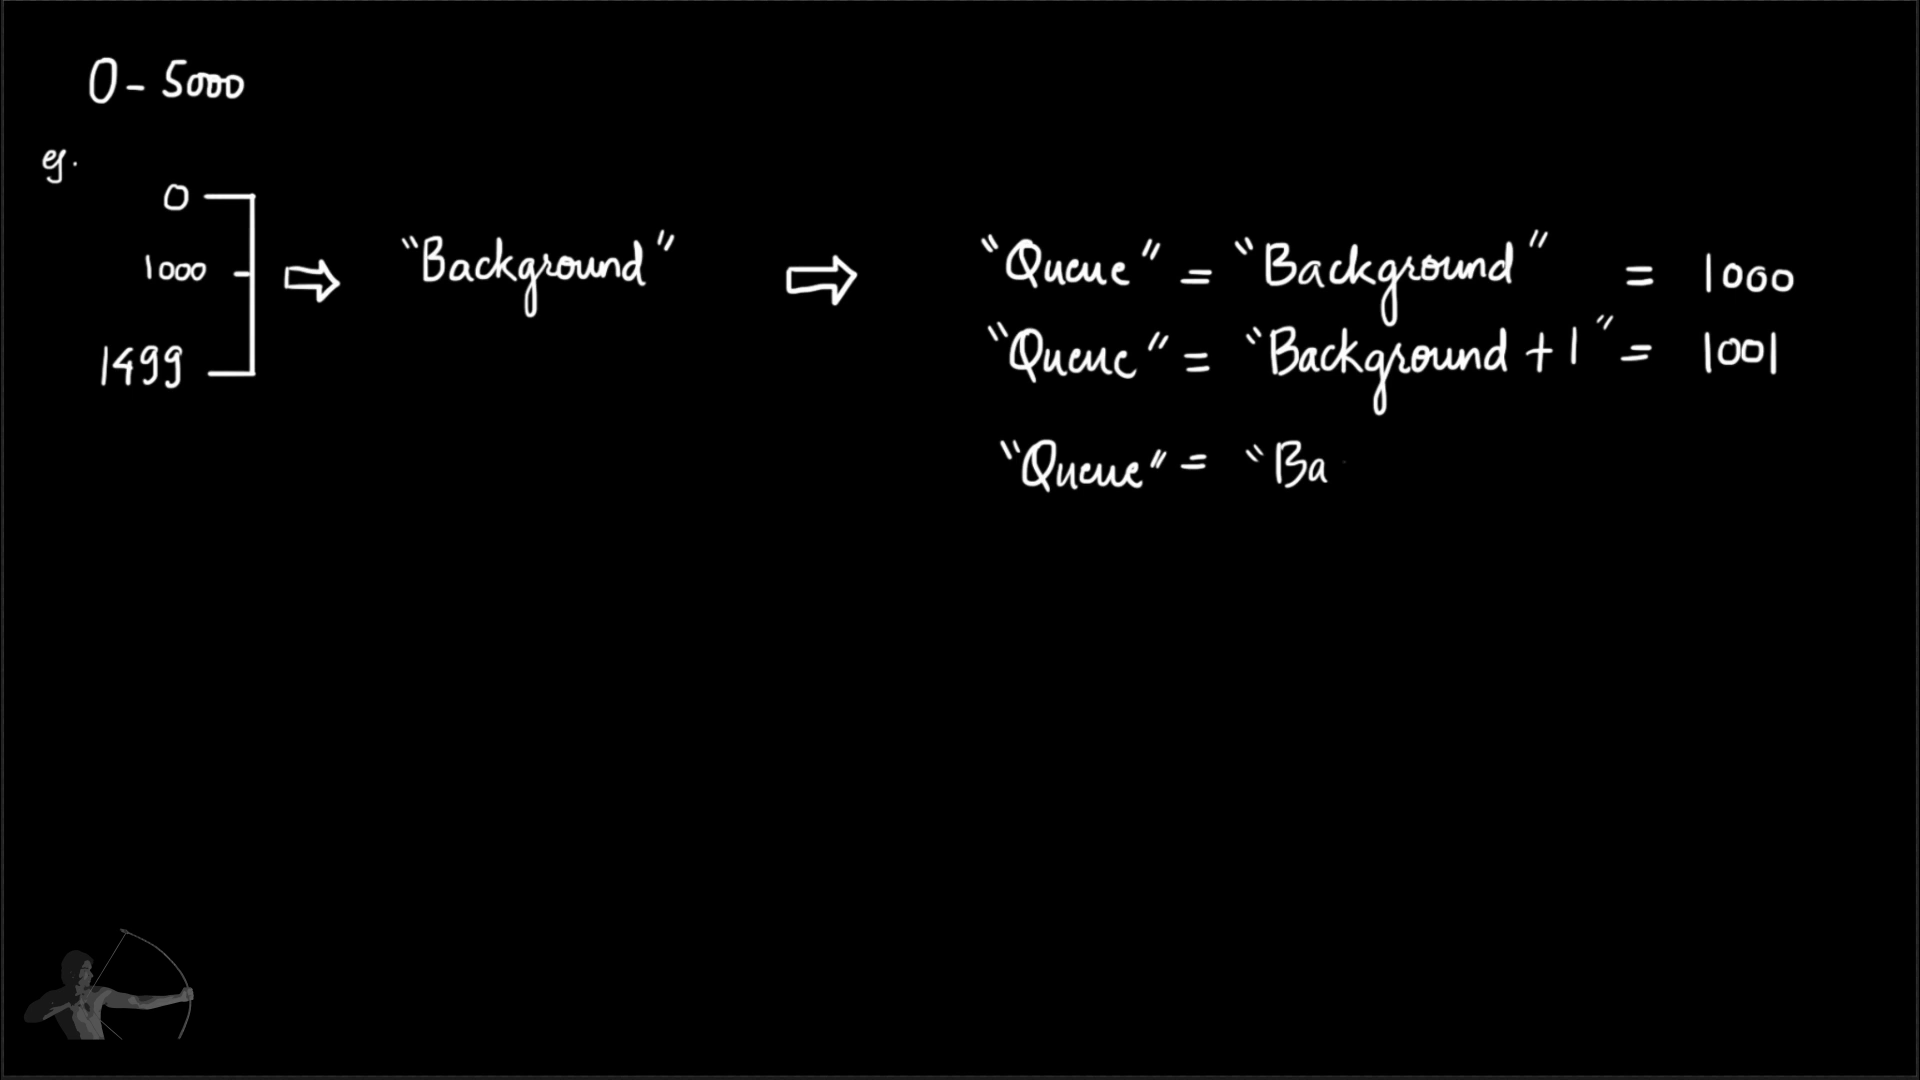 0 - 5000
eg.
0
1000
1499
"Background"
"Queue" = "Background" = 1000
"Queue" = "Background + 1" = 1001
"Queue" = "Ba